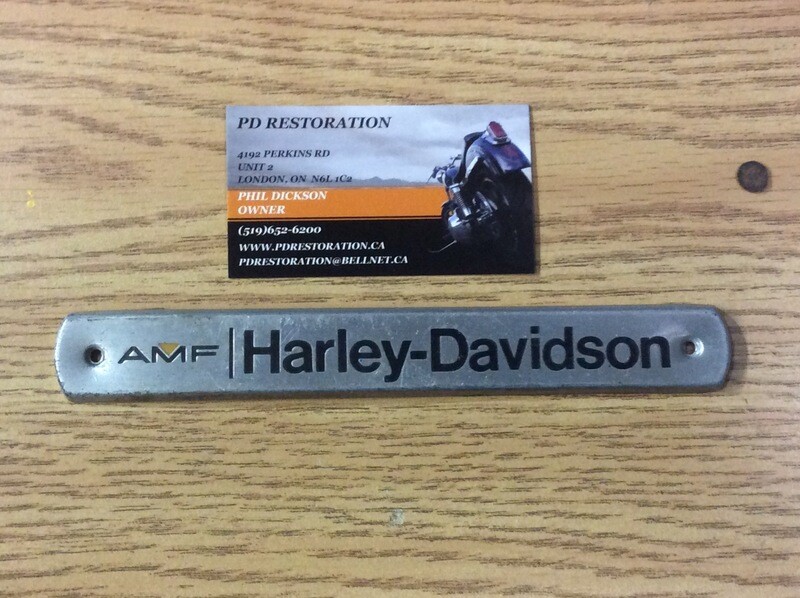 PD RESTORATION
4192 PERKINS RD
UNIT 2
LONDON, ON N6L 1C2
PHIL DICKSON
OWNER
(519)652-6200
WWW.PDRESTORATION.CA
PDRESTORATION@BELLNET.CA
AMF | Harley-Davidson